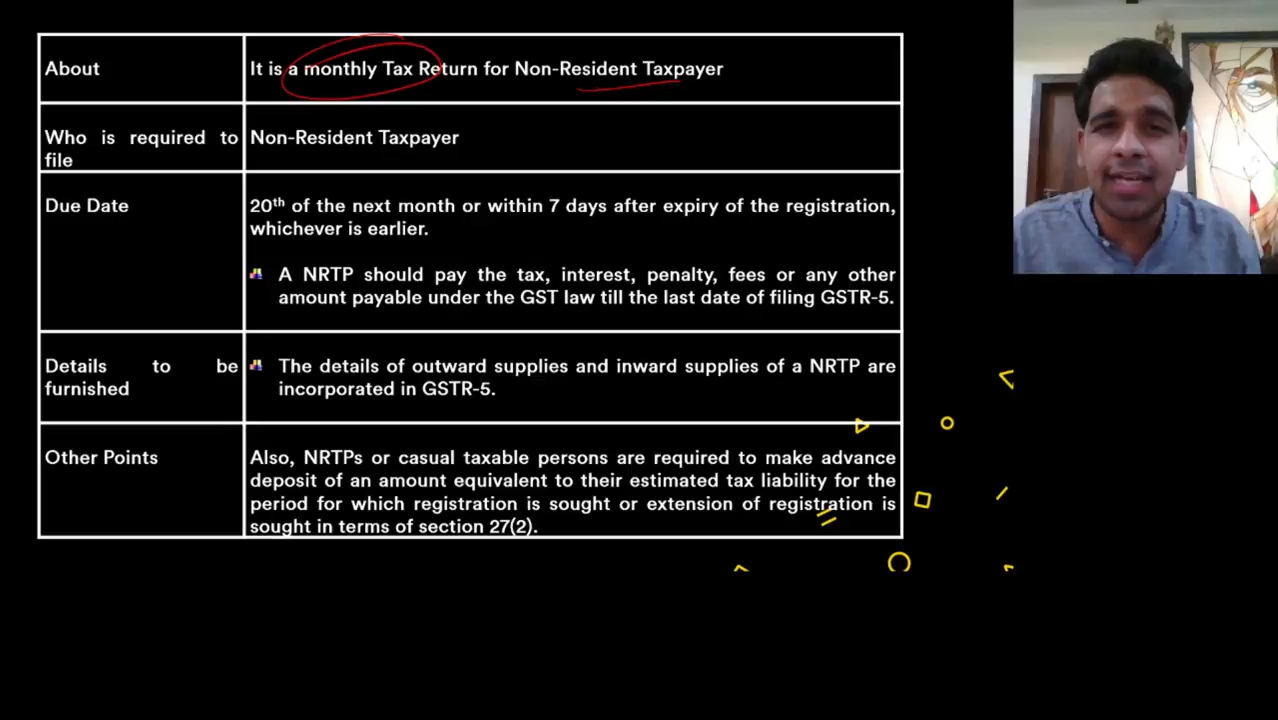 About
It is a monthly Tax Return for Non-Resident Taxpayer
Who is required to
file
Non-Resident Taxpayer
Due Date
20th of the next month or within 7 days after expiry of the registration,
whichever is earlier.
A NRTP should pay the tax, interest, penalty, fees or any other
amount payable under the GST law till the last date of filing GSTR-5.
Details to be
furnished
The details of outward supplies and inward supplies of a NRTP are
incorporated in GSTR-5.
Other Points
Also, NRTPs or casual taxable persons are required to make advance
deposit of an amount equivalent to their estimated tax liability for the
period for which registration is sought or extension of registration is
sought in terms of section 27(2).